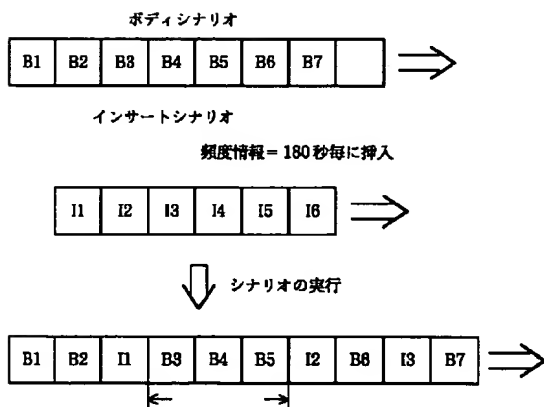 ボディシナリオ
B1 B2 B3 B4 B5 B6 B7
インサートシナリオ
頻度情報=180秒毎に挿入
I1 I2 I3 I4 I5 I6
シナリオの実行
B1 B2 I1 B3 B4 B5 I2 B6 I3 B7